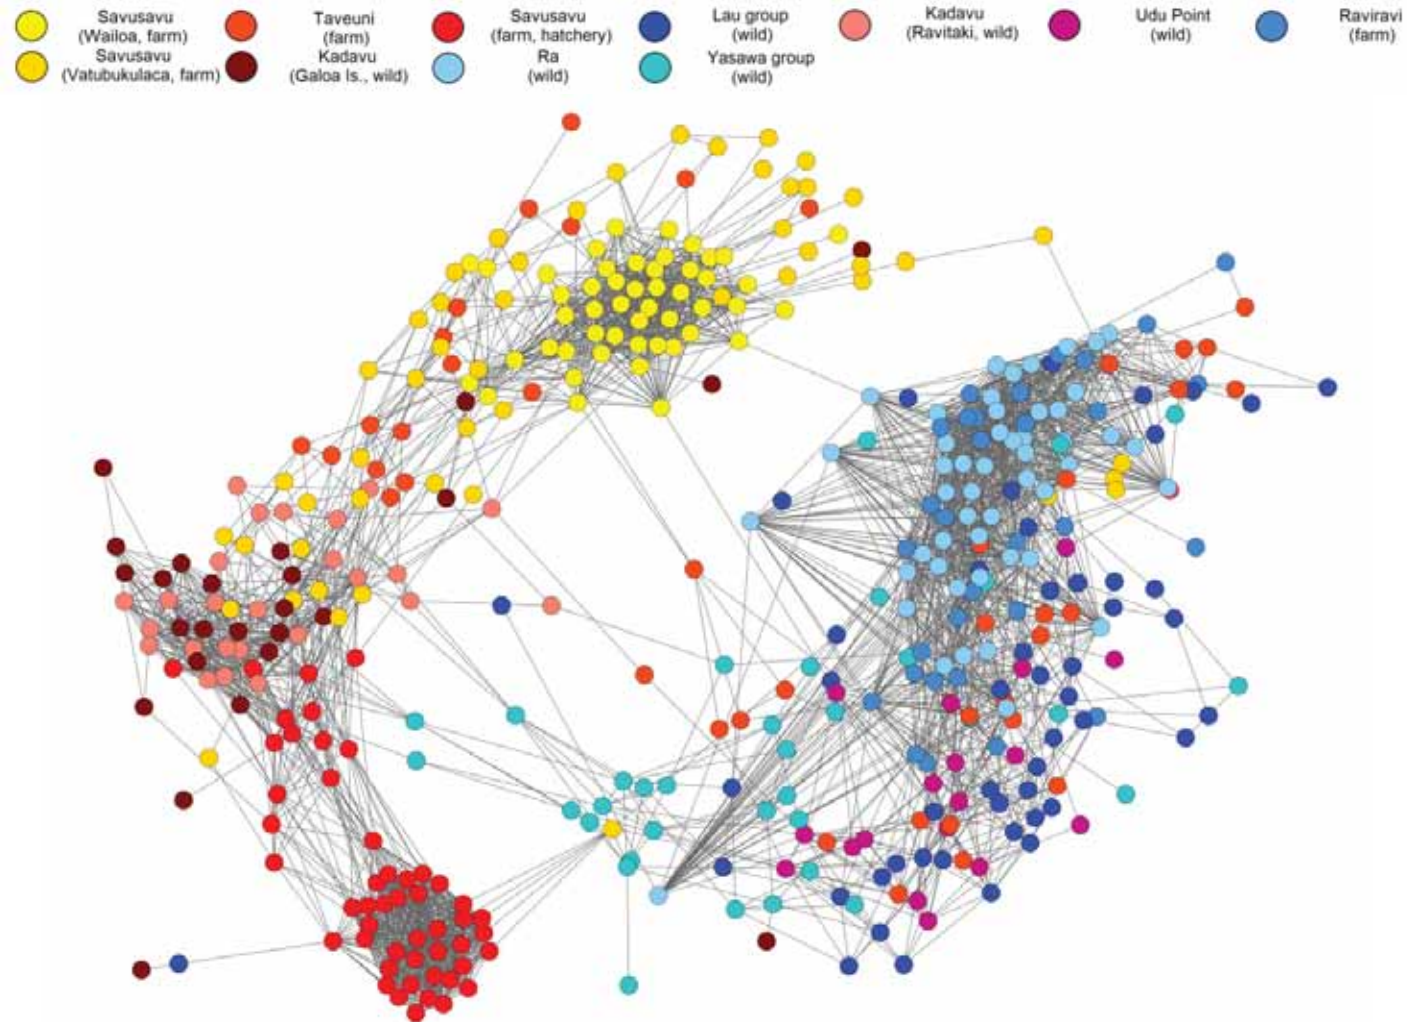 Savusavu
(Wailoa, farm)
Taveuni
(farm)
Savusavu
(farm, hatchery)
Lau group
(wild)
Kadavu
(Ravitaki, wild)
Udu Point
(wild)
Raviravi
(farm)
Savusavu
(Vatubukulaca, farm)
Kadavu
(Galoa Is., wild)
Ra
(wild)
Yasawa group
(wild)